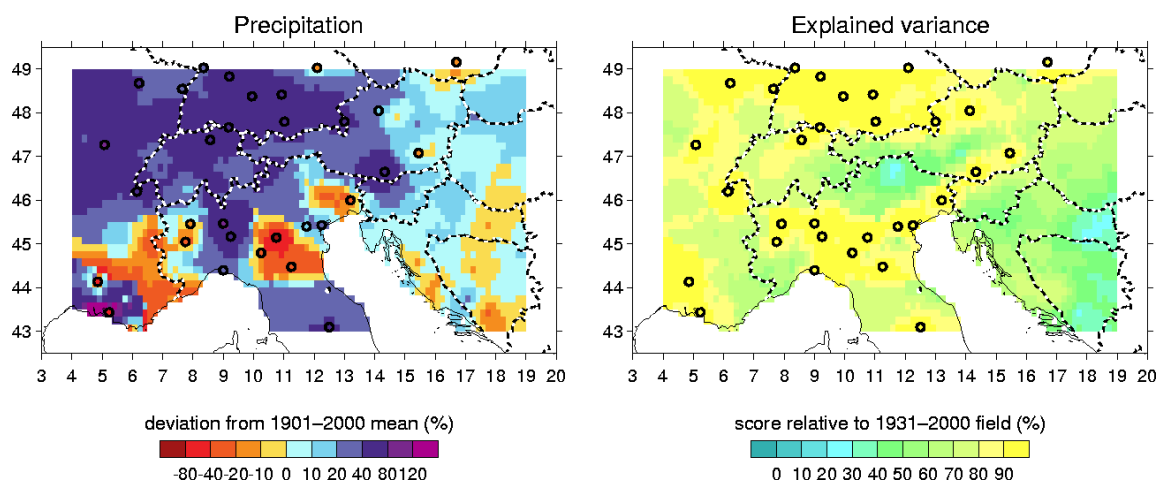 Precipitation
Explained variance
49
48
47
46
45
44
43
3 4 5 6 7 8 9 10 11 12 13 14 15 16 17 18 19 20
49
48
47
46
45
44
43
3 4 5 6 7 8 9 10 11 12 13 14 15 16 17 18 19 20
deviation from 1901–2000 mean (%)
-80 -40 -20 -10 0 10 20 40 80 120
score relative to 1931–2000 field (%)
0 10 20 30 40 50 60 70 80 90